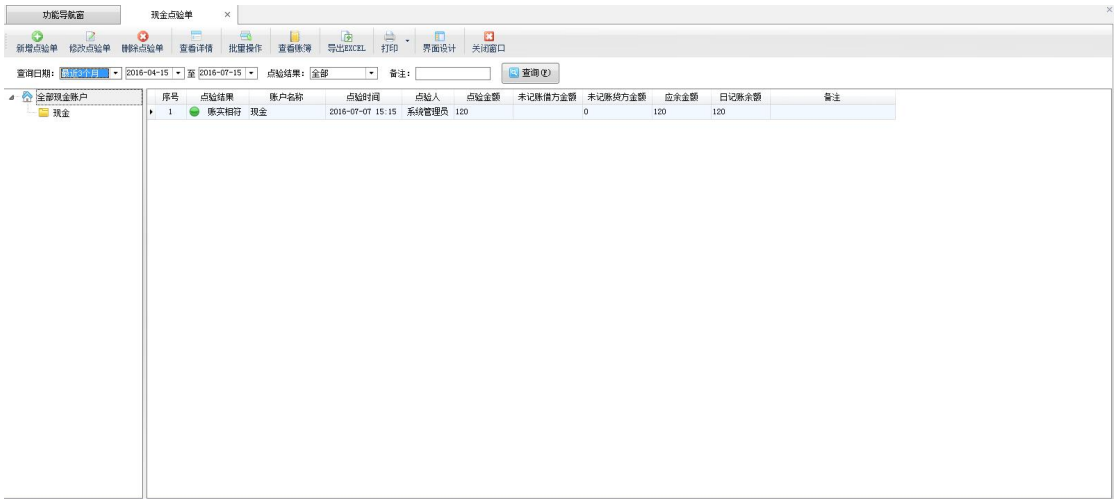 功能导航窗 现金点验单 ×
新增点验单 修改点验单 删除点验单 查看详情 批量操作 查看账簿 导出EXCEL 打印 界面设计 关闭窗口
查询日期: 最近3个月 2016-04-15 至 2016-07-15 点验结果: 全部 备注: 查询(F)
全部现金账户 序号 点验结果 账户名称 点验时间 点验人 点验金额 未记账借方金额 未记账贷方金额 应余金额 日记账余额 备注
现金 1 账实相符 现金 2016-07-07 15:15 系统管理员 120 0 120 120